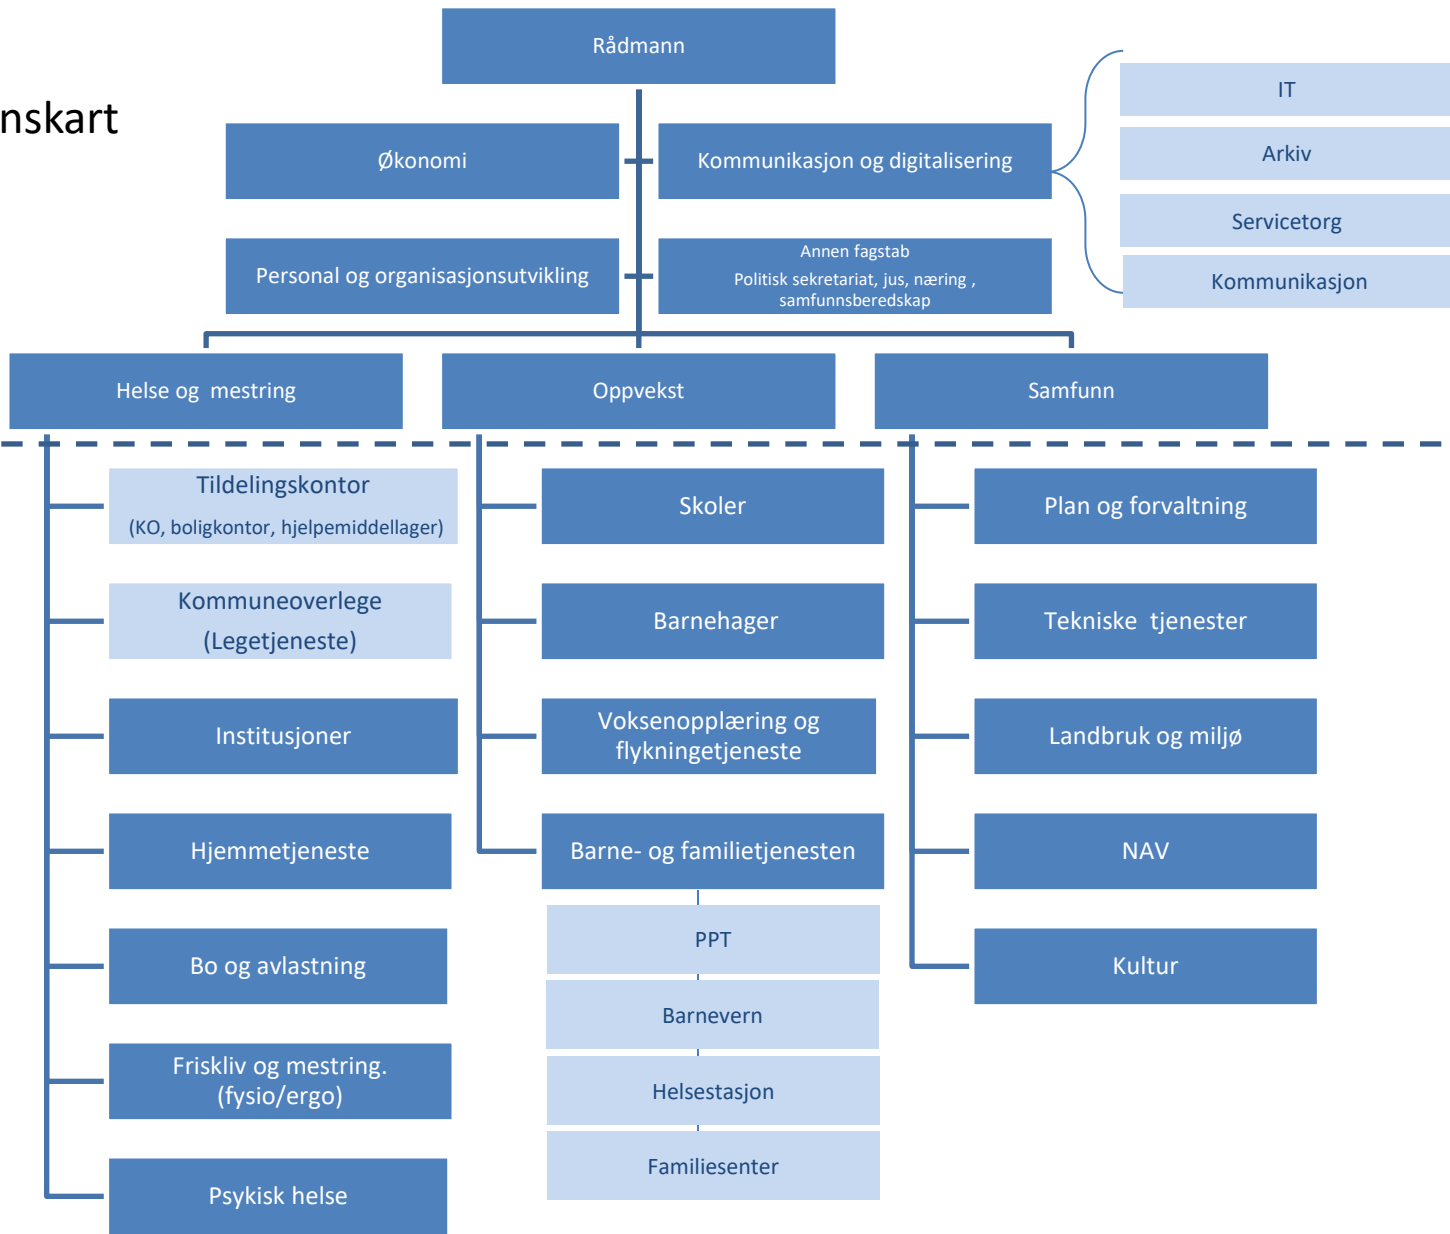 Rådmann
nskart
Økonomi
Kommunikasjon og digitalisering
IT
Arkiv
Servicetorg
Kommunikasjon
Personal og organisasjonsutvikling
Annen fagstab
Politisk sekretariat, jus, næring ,
samfunnsberedskap
Helse og mestring
Oppvekst
Samfunn
Tildelingskontor
(KO, boligkontor, hjelpemiddellager)
Kommuneoverlege
(Legetjeneste)
Institusjoner
Hjemmetjeneste
Bo og avlastning
Friskliv og mestring.
(fysio/ergo)
Psykisk helse
Skoler
Barnehager
Voksenopplæring og
flykningetjeneste
Barne- og familietjenesten
PPT
Barnevern
Helsestasjon
Familiesenter
Plan og forvaltning
Tekniske tjenester
Landbruk og miljø
NAV
Kultur